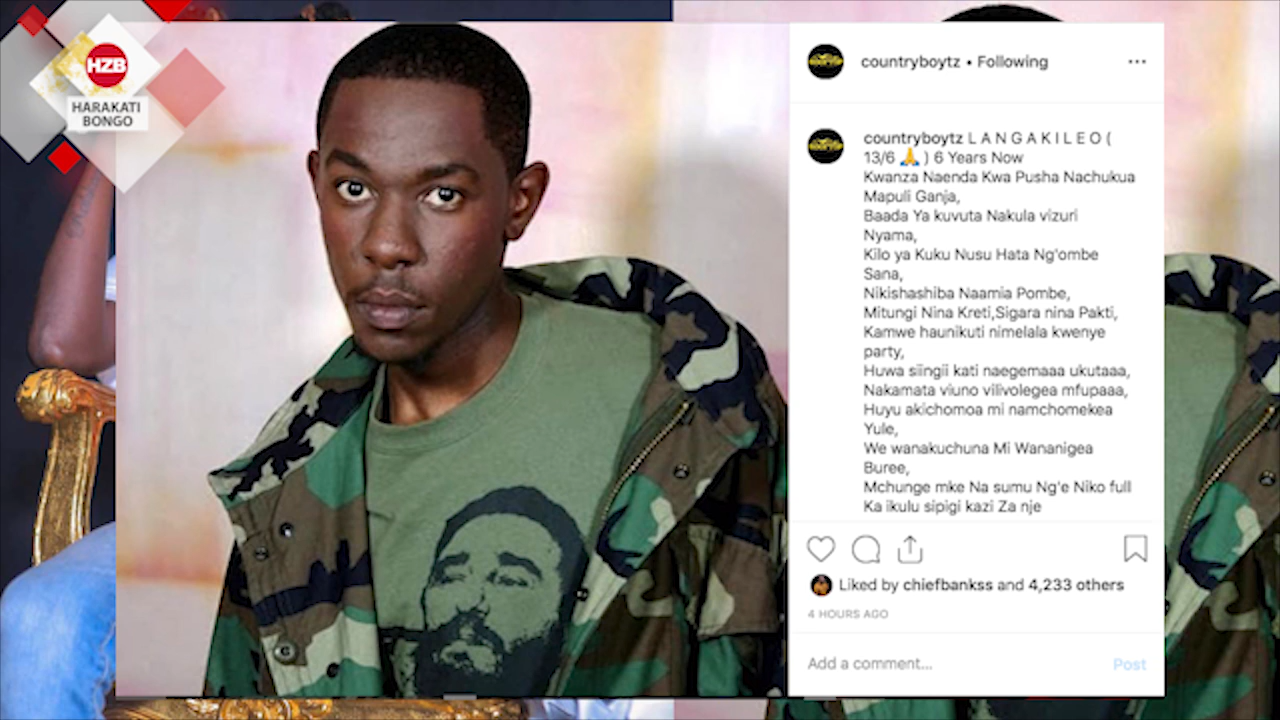 HZB
HARAKATI
BONGO
countryboytz • Following
countryboytz L A N G A K I L E O (
13/6 🙏 ) 6 Years Now
Kwanza Naenda Kwa Pusha Nachukua
Mapuli Ganja,
Baada Ya kuvuta Nakula vizuri
Nyama,
Kilo ya Kuku Nusu Hata Ng'ombe
Sana,
Nikishashiba Naamia Pombe,
Mitungi Nina Kreti,Sigara nina Pakti,
Kamwe haunikuti nimelala kwenye
party,
Huwa siingii kati naegemaaa ukutaaa,
Nakamata viuno vilivolegea mfupaaa,
Huyu akichomoa mi namchomekea
Yule,
We wanakuchuna Mi Wananigea
Buree,
Mchunge mke Na sumu Ng'e Niko full
Ka ikulu sipigi kazi Za nje
Liked by chiefbankss and 4,233 others
4 HOURS AGO
Add a comment... Post